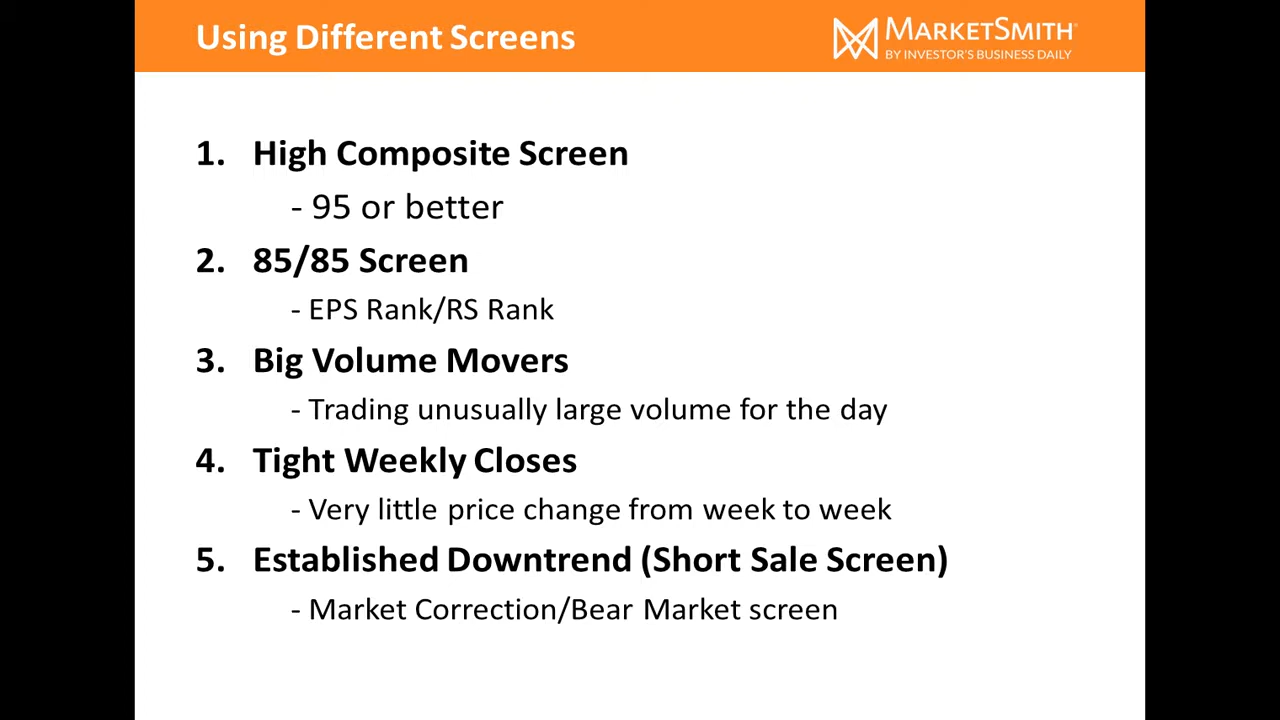 Using Different Screens
MARKETSMITH
BY INVESTOR'S BUSINESS DAILY
1. High Composite Screen
- 95 or better
2. 85/85 Screen
- EPS Rank/RS Rank
3. Big Volume Movers
- Trading unusually large volume for the day
4. Tight Weekly Closes
- Very little price change from week to week
5. Established Downtrend (Short Sale Screen)
- Market Correction/Bear Market screen